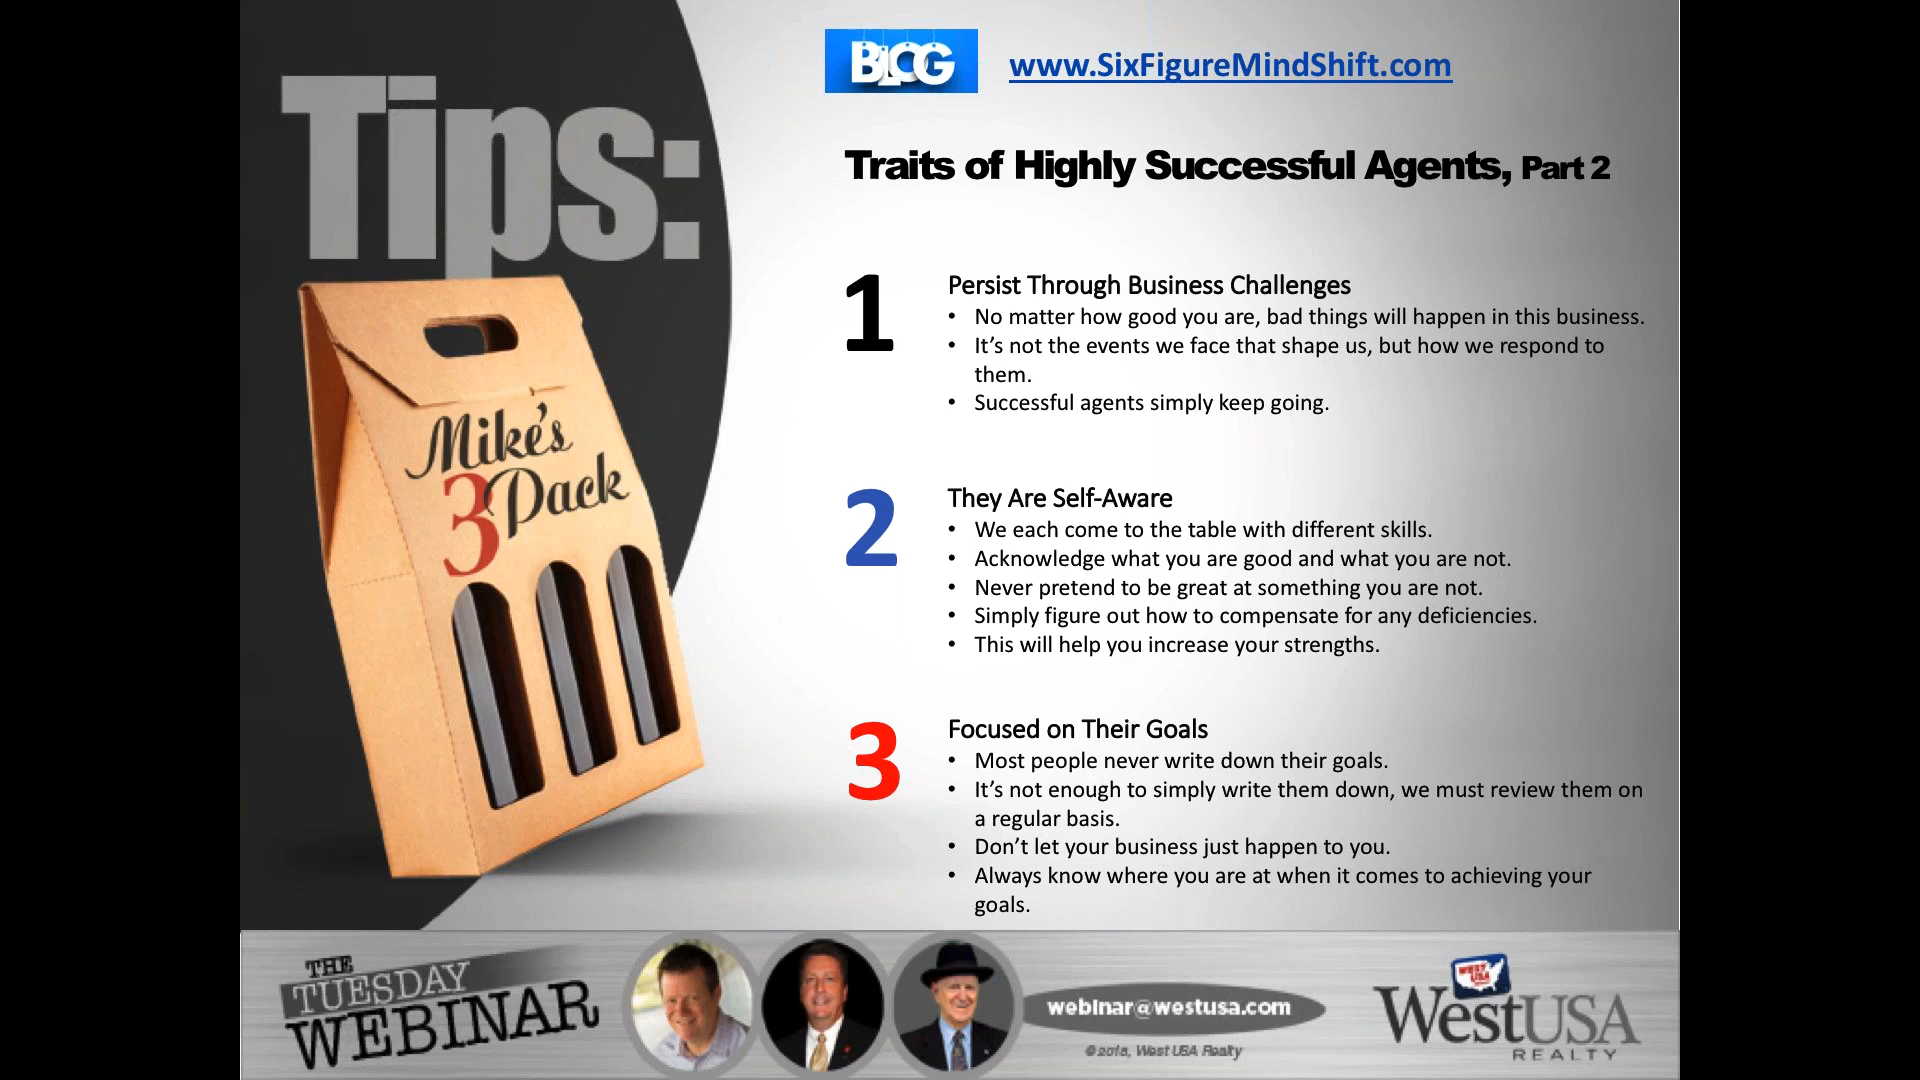 Tips:
BLOG
www.SixFigureMindShift.com
Traits of Highly Successful Agents, Part 2
Mike's
3 Pack
1
Persist Through Business Challenges
• No matter how good you are, bad things will happen in this business.
• It’s not the events we face that shape us, but how we respond to
them.
• Successful agents simply keep going.
2
They Are Self-Aware
• We each come to the table with different skills.
• Acknowledge what you are good and what you are not.
• Never pretend to be great at something you are not.
• Simply figure out how to compensate for any deficiencies.
• This will help you increase your strengths.
3
Focused on Their Goals
• Most people never write down their goals.
• It’s not enough to simply write them down, we must review them on
a regular basis.
• Don’t let your business just happen to you.
• Always know where you are at when it comes to achieving your
goals.
THE
TUESDAY
WEBINAR
webinar@westusa.com
©2018, West USA Realty
WEST
USA
WestUSA
REALTY